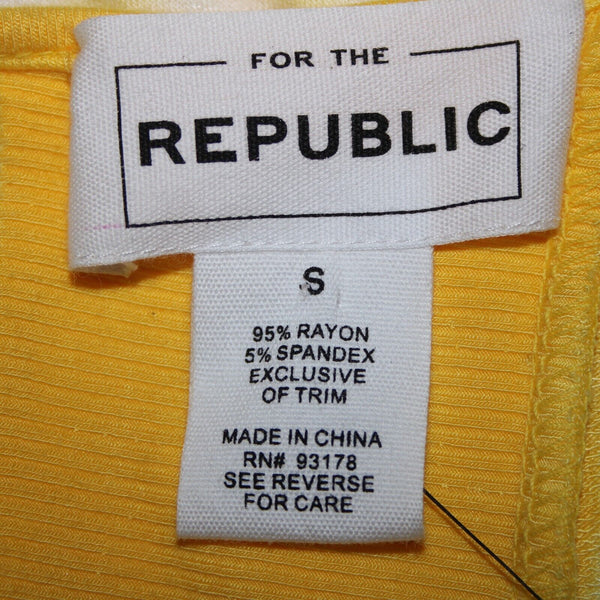 FOR THE
REPUBLIC
S
95% RAYON
5% SPANDEX
EXCLUSIVE
OF TRIM
MADE IN CHINA
RN# 93178
SEE REVERSE
FOR CARE